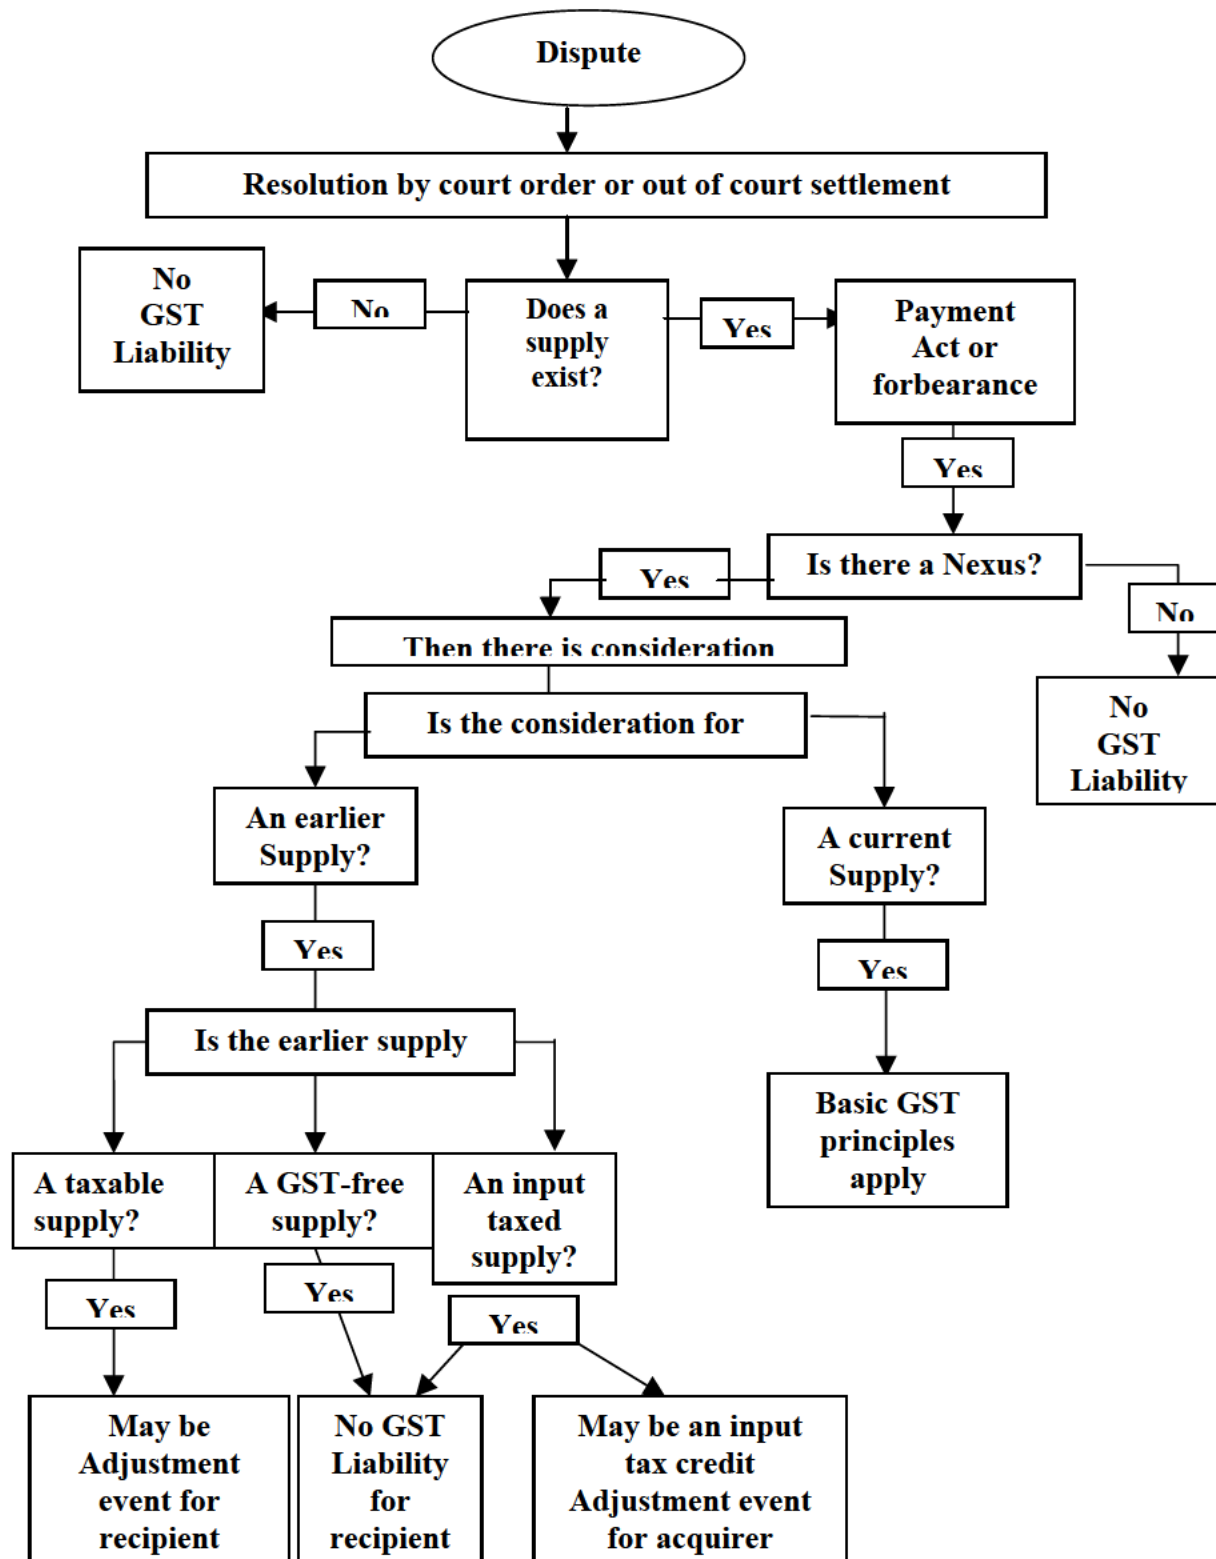 Dispute
Resolution by court order or out of court settlement
No
GST
Liability
No
Does a
supply
exist?
Yes
Payment
Act or
forbearance
Yes
Is there a Nexus?
Yes
No
Then there is consideration
No
GST
Liability
Is the consideration for
An earlier
Supply?
A current
Supply?
Yes
Yes
Is the earlier supply
Basic GST
principles
apply
A taxable
supply?
A GST-free
supply?
An input
taxed
supply?
Yes
Yes
Yes
May be
Adjustment
event for
recipient
No GST
Liability
for
recipient
May be an input
tax credit
Adjustment event
for acquirer